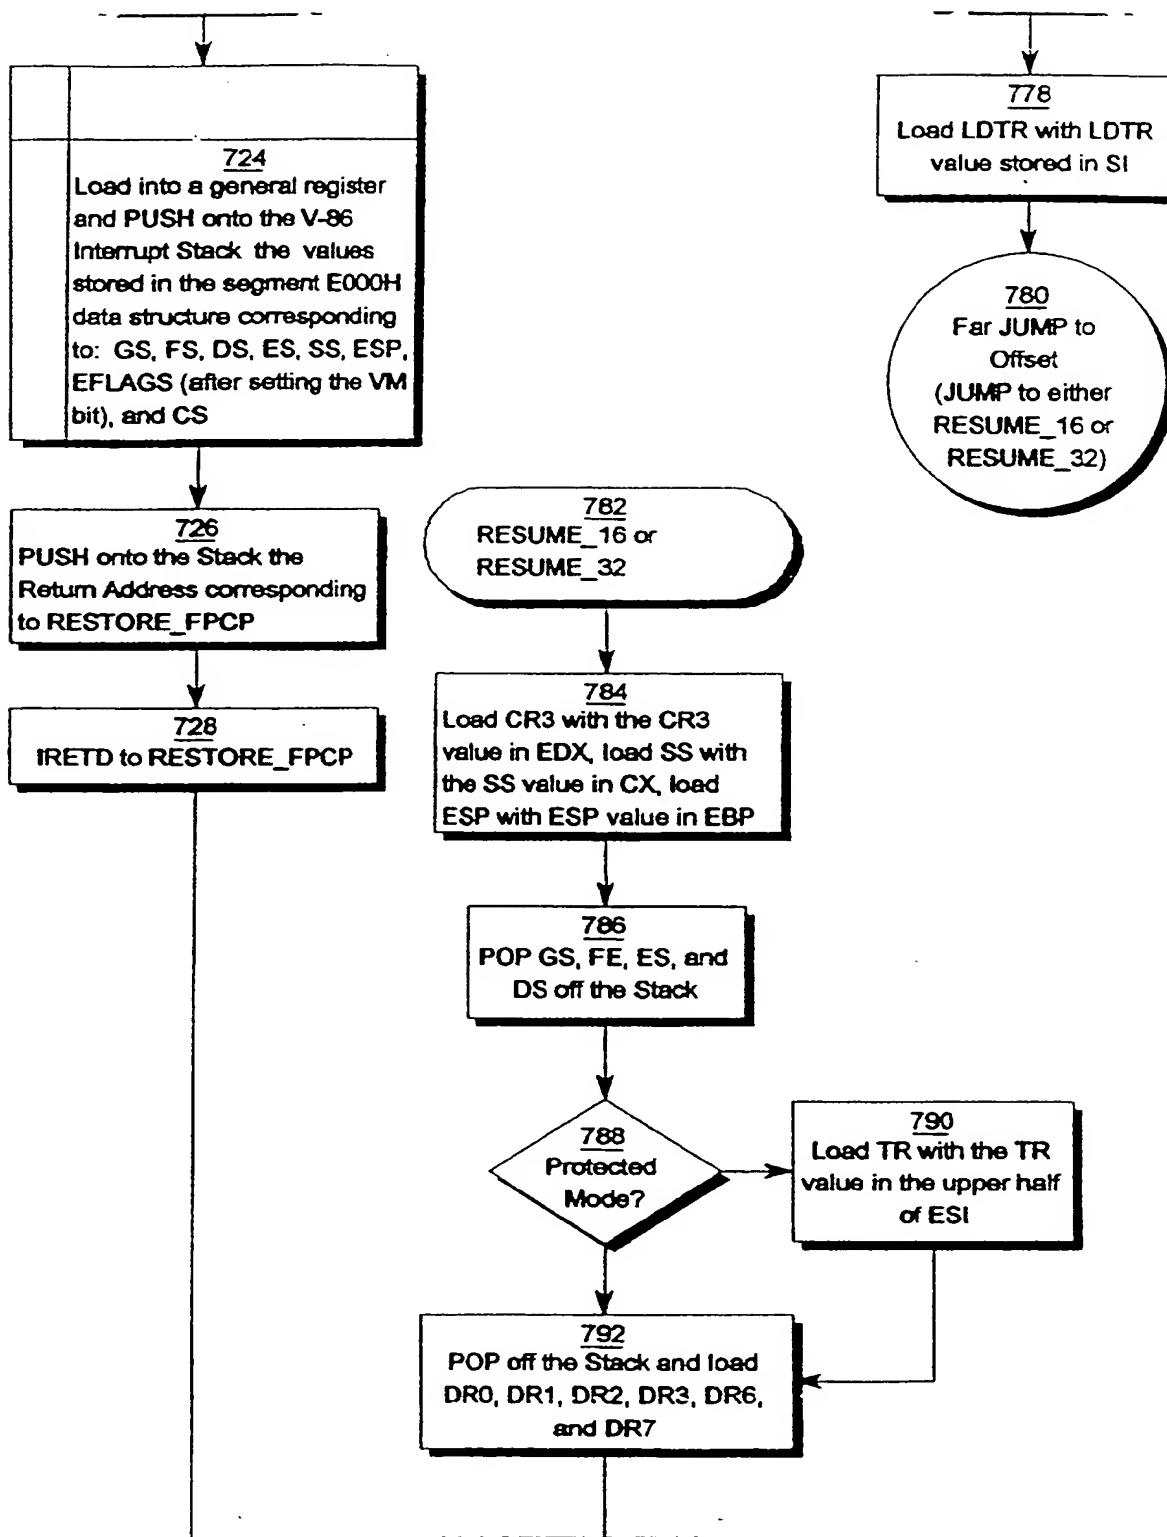 724
Load into a general register
and PUSH onto the V-86
Interrupt Stack the values
stored in the segment E000H
data structure corresponding
to: GS, FS, DS, ES, SS, ESP,
EFLAGS (after setting the VM
bit), and CS
726
PUSH onto the Stack the
Return Address corresponding
to RESTORE_FPCP
728
IRETD to RESTORE_FPCP
778
Load LDTR with LDTR
value stored in SI
780
Far JUMP to
Offset
(JUMP to either
RESUME_16 or
RESUME_32)
782
RESUME_16 or
RESUME_32
784
Load CR3 with the CR3
value in EDX, load SS with
the SS value in CX, load
ESP with ESP value in EBP
786
POP GS, FE, ES, and
DS off the Stack
788
Protected
Mode?
790
Load TR with the TR
value in the upper half
of ESI
792
POP off the Stack and load
DR0, DR1, DR2, DR3, DR6,
and DR7